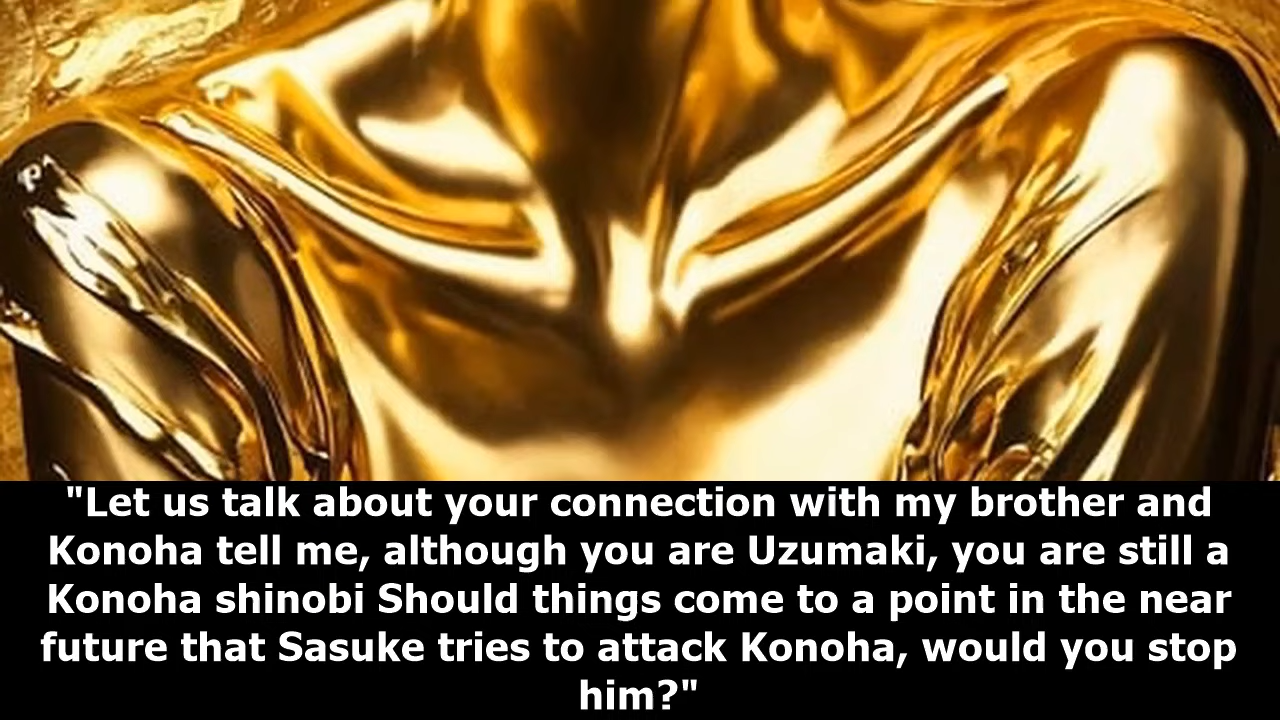 "Let us talk about your connection with my brother and
Konoha tell me, although you are Uzumaki, you are still a
Konoha shinobi Should things come to a point in the near
future that Sasuke tries to attack Konoha, would you stop
him?"